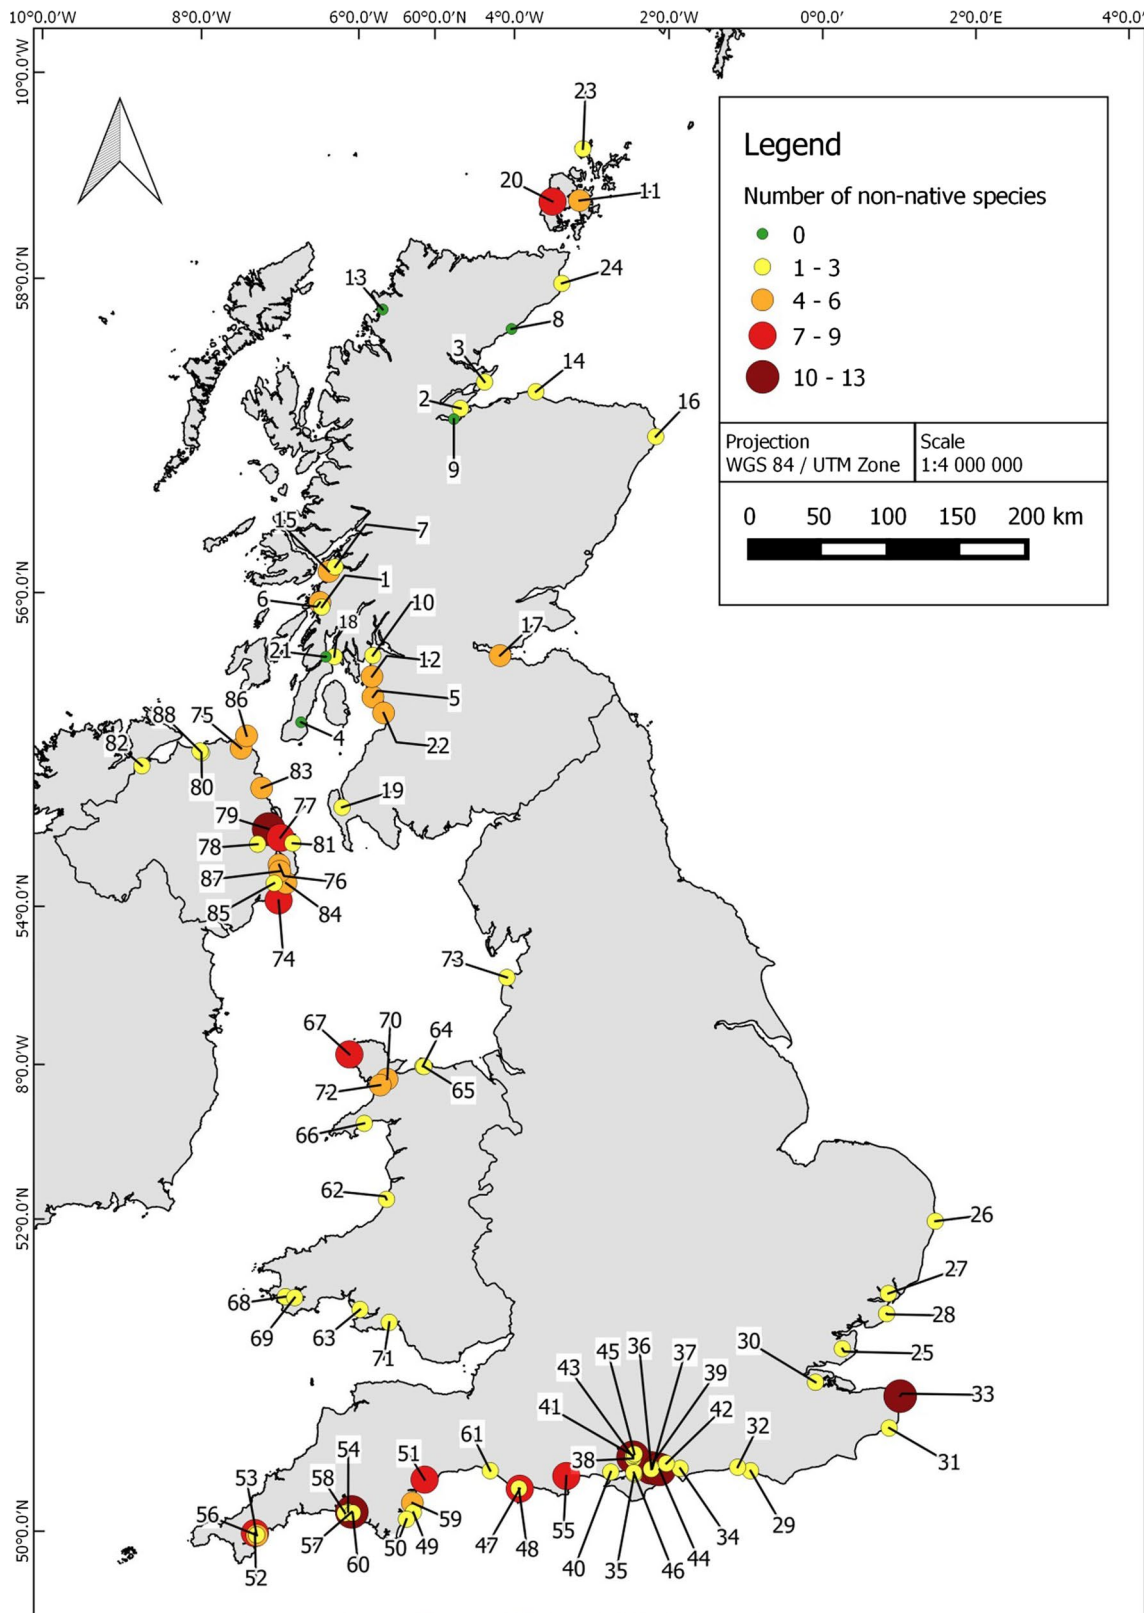 10°0.0'W 8°0.0'W 60°0.0'W 60°00.0'W 4°0.0'W 2°0.0'W 0°0.0' 2°0.0'E 4°0.0
10°0.0'W
58°0.0'N
56°0.0'N
54°0.0'N
8°0.0'W
52°0.0'N
50°0.0'N
Legend
Number of non-native species
0
1 - 3
4 - 6
7 - 9
10 - 13
Projection
WGS 84 / UTM Zone
Scale
1:4 000 000
0 50 100 150 200 km
23
20 11
24
13
8
3
14
2
16
9
15 7
1
6 10
18
17
21 12
5
86
4
88 75
22
82
80 83
19
79 77
78 81
87 76
85 84
74
73
67 70 64
72 65
66
62
26
68
69
63
71
27
28
30 25
33
45 36 37
43 39
41 42
32
61
38
51
31
54
58
53
56
59
57 60
50 49
47 48
55
40 35 46 44
34
29
52